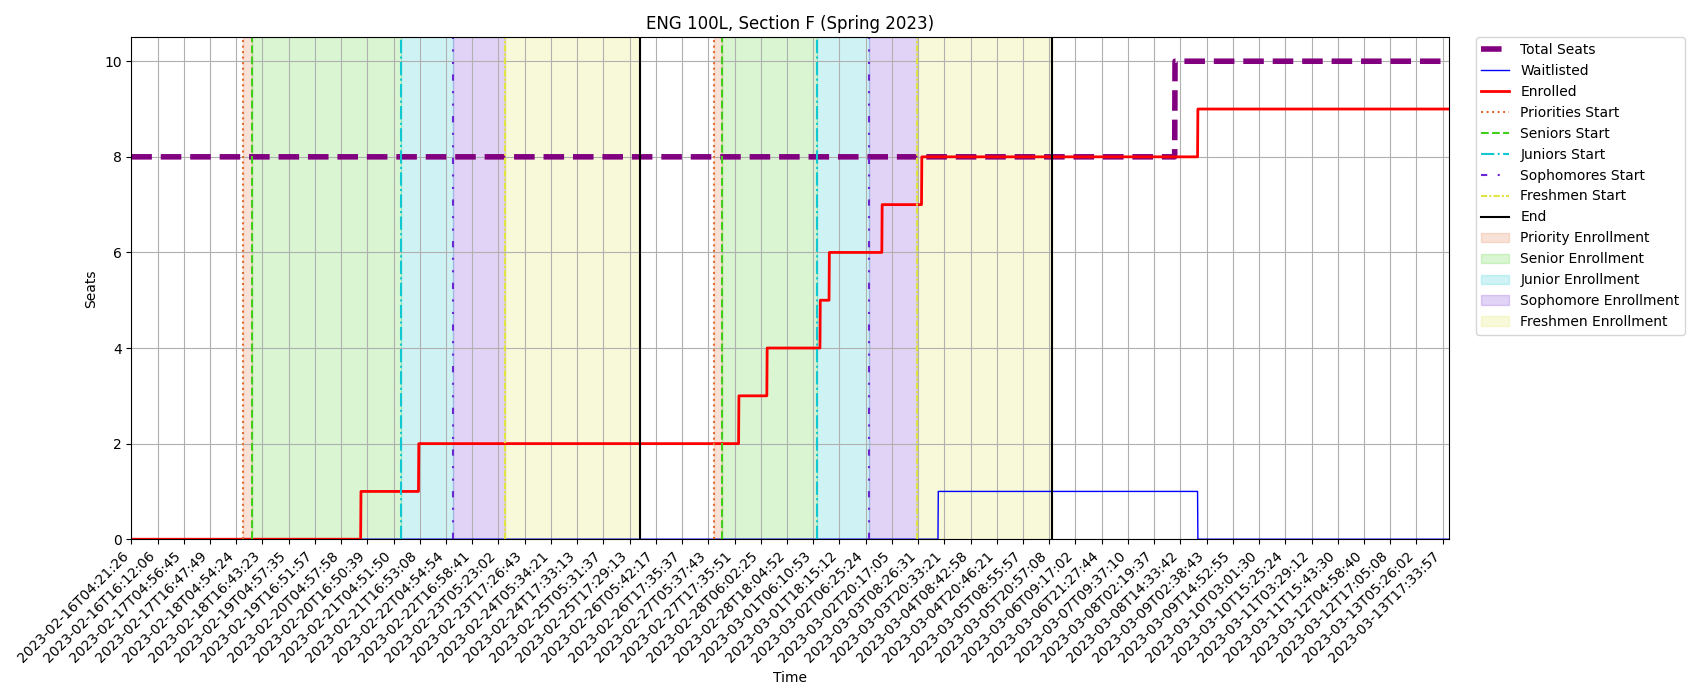 ENG 100L, Section F (Spring 2023)
Seats
10
8
6
4
2
0
2023-02-16T04:21:26
2023-02-16T16:12:06
2023-02-17T04:56:45
2023-02-17T16:47:49
2023-02-18T04:54:24
2023-02-18T16:43:23
2023-02-19T04:57:35
2023-02-19T16:51:57
2023-02-20T04:57:58
2023-02-20T16:50:39
2023-02-21T04:51:50
2023-02-21T16:53:08
2023-02-22T04:54:54
2023-02-22T16:58:41
2023-02-23T05:23:02
2023-02-23T17:26:43
2023-02-24T05:34:21
2023-02-24T17:33:13
2023-02-25T05:31:37
2023-02-25T17:29:13
2023-02-26T05:42:17
2023-02-26T17:35:37
2023-02-27T05:37:43
2023-02-27T17:35:51
2023-02-28T06:02:25
2023-02-28T18:04:52
2023-03-01T06:10:53
2023-03-01T18:15:12
2023-03-02T06:25:24
2023-03-02T20:17:05
2023-03-03T08:26:31
2023-03-03T20:33:21
2023-03-04T08:42:58
2023-03-04T20:46:21
2023-03-05T08:55:57
2023-03-05T20:57:08
2023-03-06T09:17:02
2023-03-06T21:27:44
2023-03-07T09:37:10
2023-03-08T02:19:37
2023-03-08T14:33:42
2023-03-09T02:38:43
2023-03-09T14:52:55
2023-03-10T03:01:30
2023-03-10T15:25:24
2023-03-11T03:29:12
2023-03-11T15:43:30
2023-03-12T04:58:40
2023-03-12T17:05:08
2023-03-13T05:26:02
2023-03-13T17:33:57
Time
Total Seats
Waitlisted
Enrolled
Priorities Start
Seniors Start
Juniors Start
Sophomores Start
Freshmen Start
End
Priority Enrollment
Senior Enrollment
Junior Enrollment
Sophomore Enrollment
Freshmen Enrollment